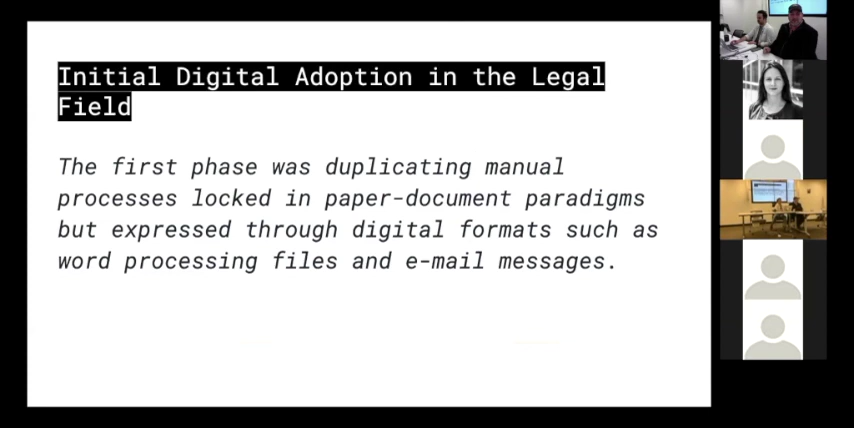 Initial Digital Adoption in the Legal
Field
The first phase was duplicating manual
processes locked in paper-document paradigms
but expressed through digital formats such as
word processing files and e-mail messages.